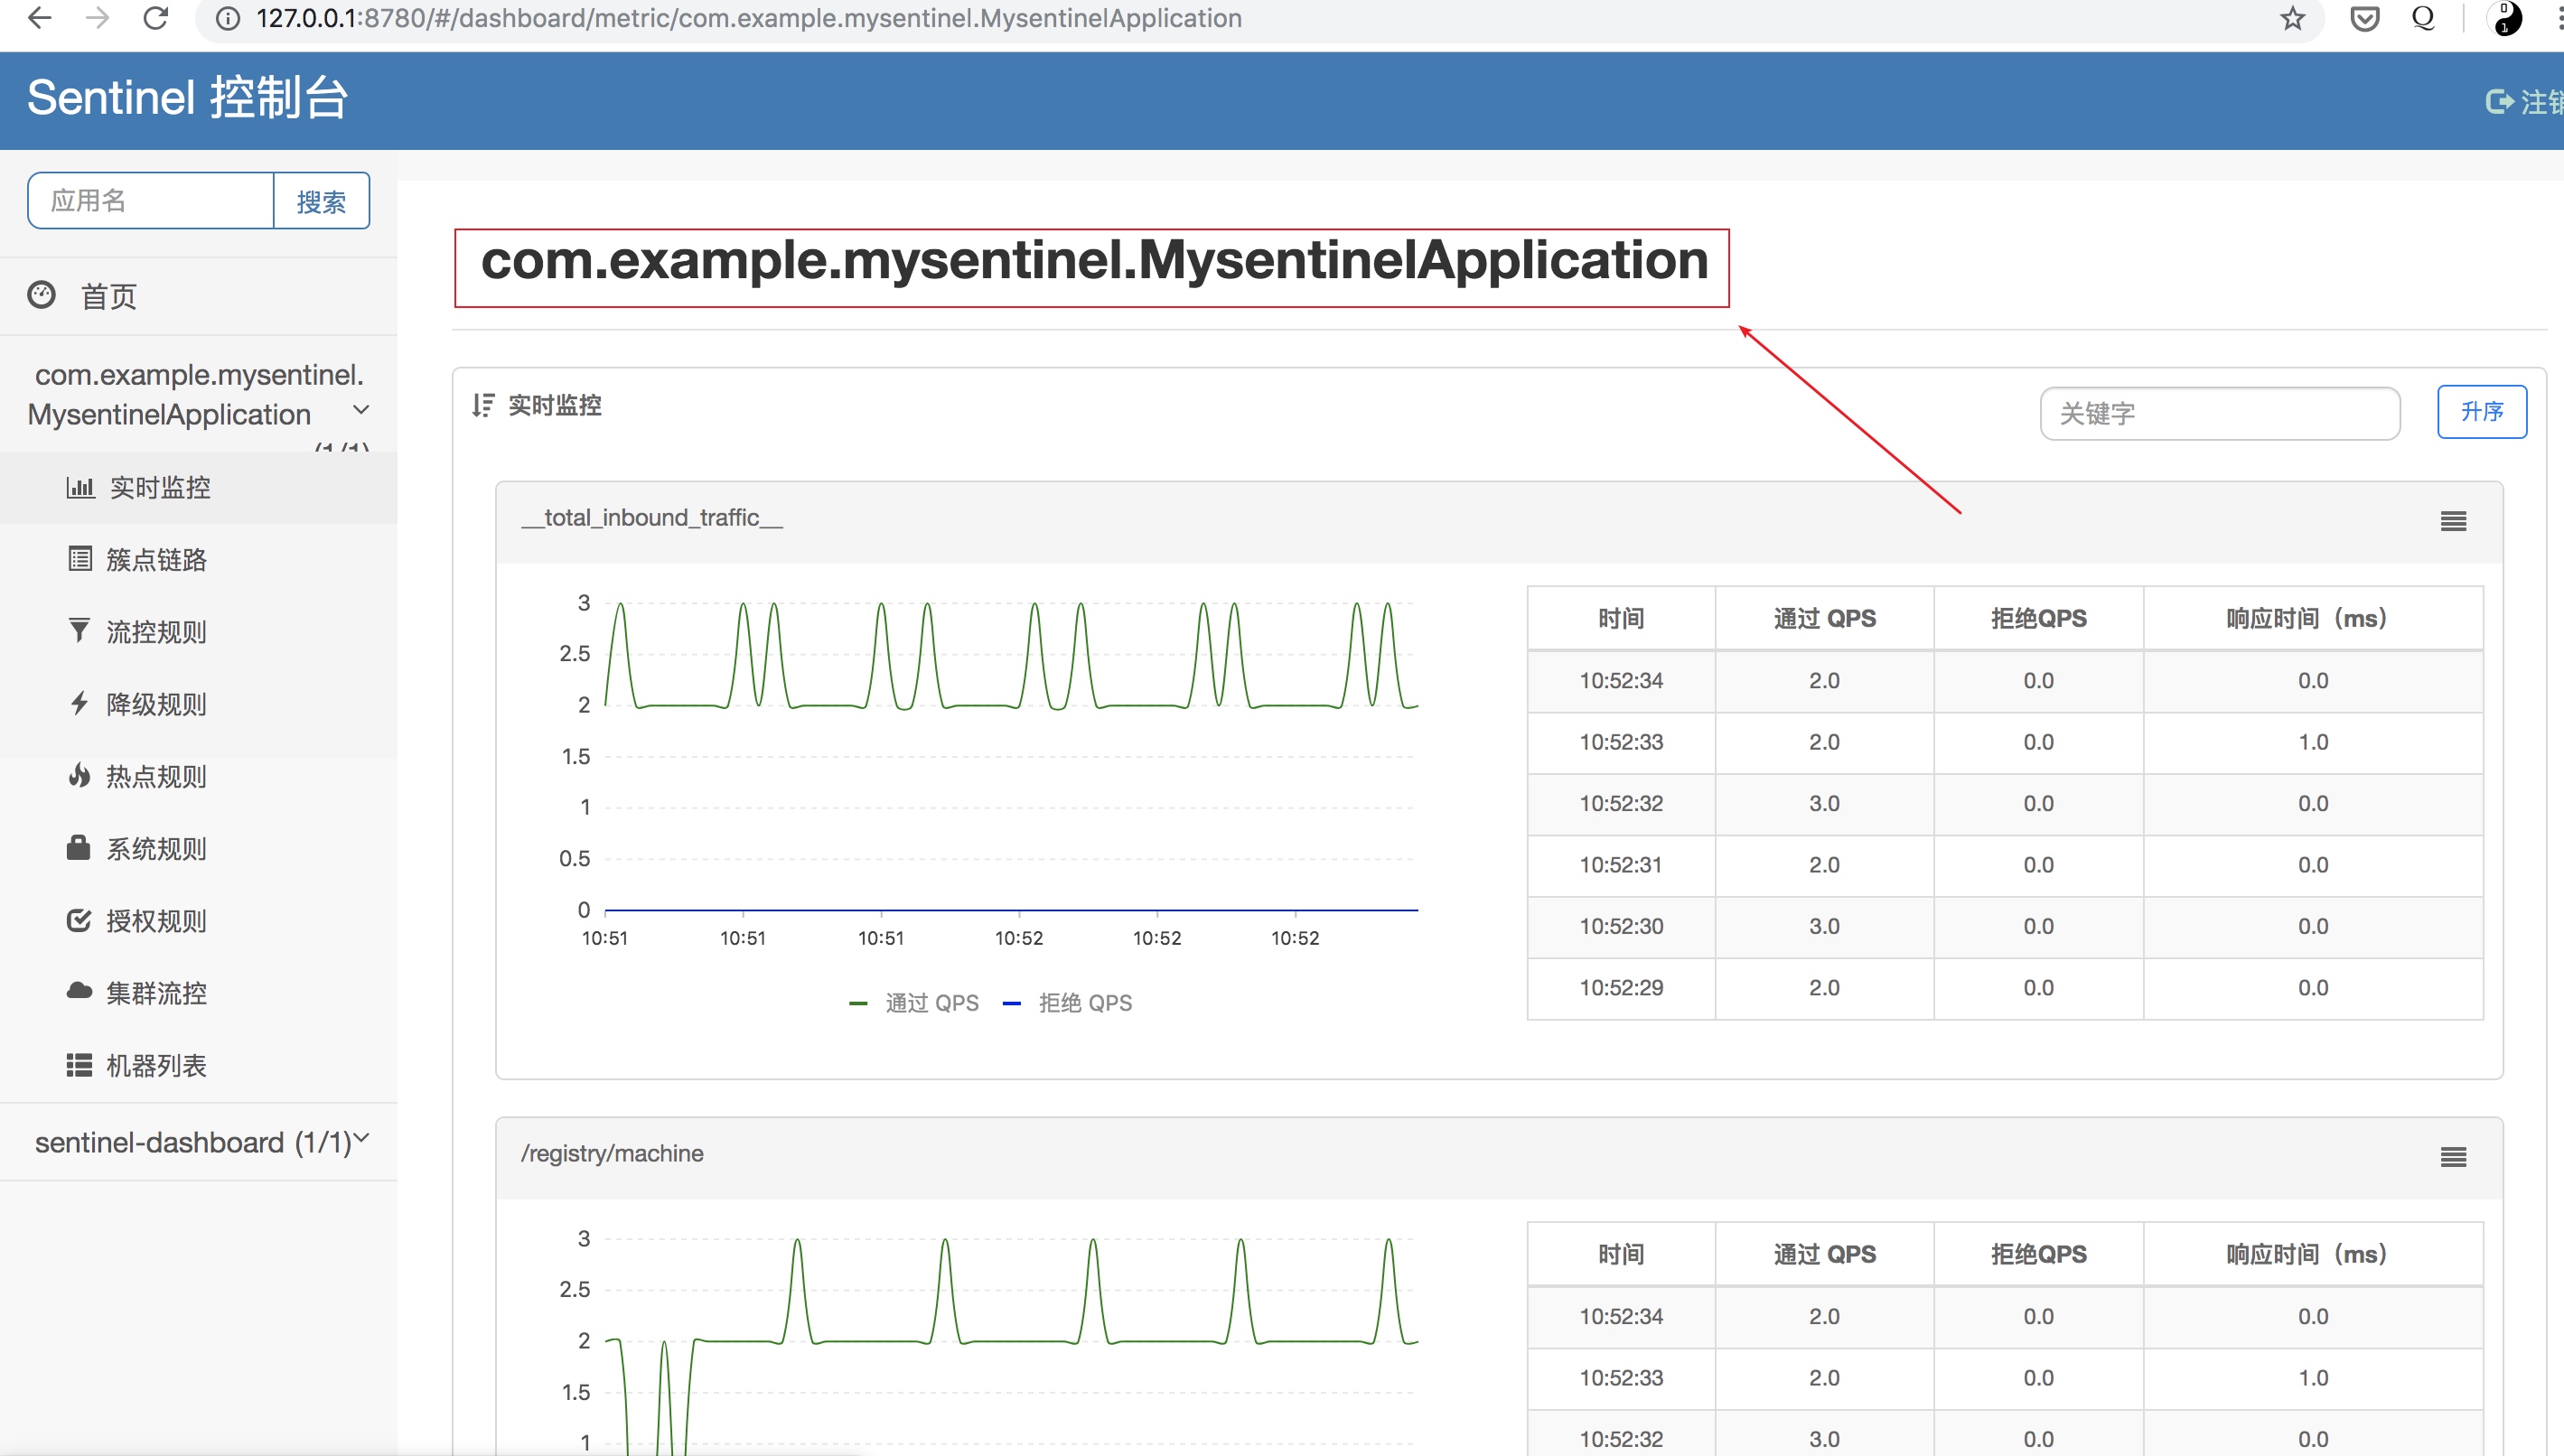 127.0.0.1:8780/#/dashboard/metric/com.example.mysentinel.MysentinelApplication
Sentinel 控制台
注销
应用名
搜索
首页
com.example.mysentinel.
MysentinelApplication
(1/1)
实时监控
簇点链路
流控规则
降级规则
热点规则
系统规则
授权规则
集群流控
机器列表
sentinel-dashboard (1/1)
com.example.mysentinel.MysentinelApplication
实时监控
关键字
升序
__total_inbound_traffic__
3
2.5
2
1.5
1
0.5
0
10:51 10:51 10:51 10:52 10:52 10:52
通过 QPS 拒绝 QPS
时间 通过 QPS 拒绝QPS 响应时间（ms）
10:52:34 2.0 0.0 0.0
10:52:33 2.0 0.0 1.0
10:52:32 3.0 0.0 0.0
10:52:31 2.0 0.0 0.0
10:52:30 3.0 0.0 0.0
10:52:29 2.0 0.0 0.0
/registry/machine
3
2.5
2
1.5
1
时间 通过 QPS 拒绝QPS 响应时间（ms）
10:52:34 2.0 0.0 0.0
10:52:33 2.0 0.0 1.0
10:52:32 3.0 0.0 0.0